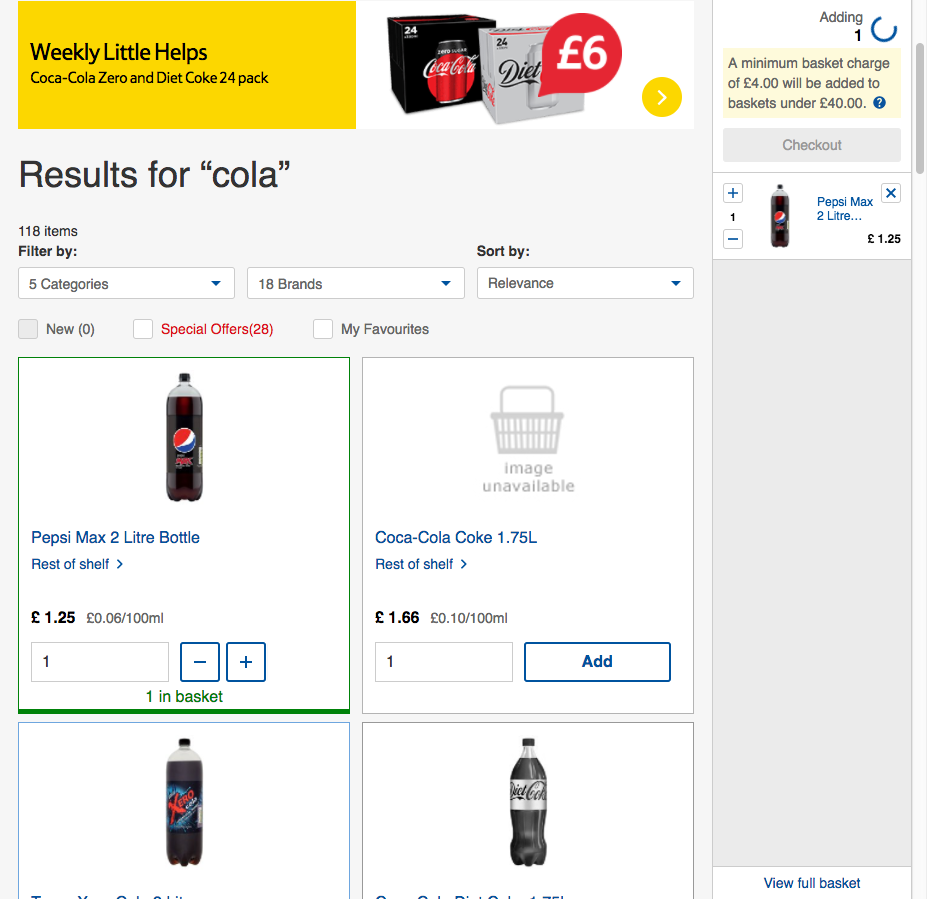 Weekly Little Helps
Coca-Cola Zero and Diet Coke 24 pack
24
ZERO SUGAR
Coca-Cola
24
Diet
£6
Adding
1
A minimum basket charge
of £4.00 will be added to
baskets under £40.00. ?
Checkout
Pepsi Max
2 Litre...
1
£ 1.25
Results for “cola”
118 items
Filter by:
Sort by:
5 Categories
18 Brands
Relevance
New (0)
Special Offers(28)
My Favourites
image
unavailable
Pepsi Max 2 Litre Bottle
Rest of shelf
£ 1.25 £0.06/100ml
1
− +
1 in basket
Coca-Cola Coke 1.75L
Rest of shelf
£ 1.66 £0.10/100ml
1
Add
Xero
cola
Diet Coke
View full basket